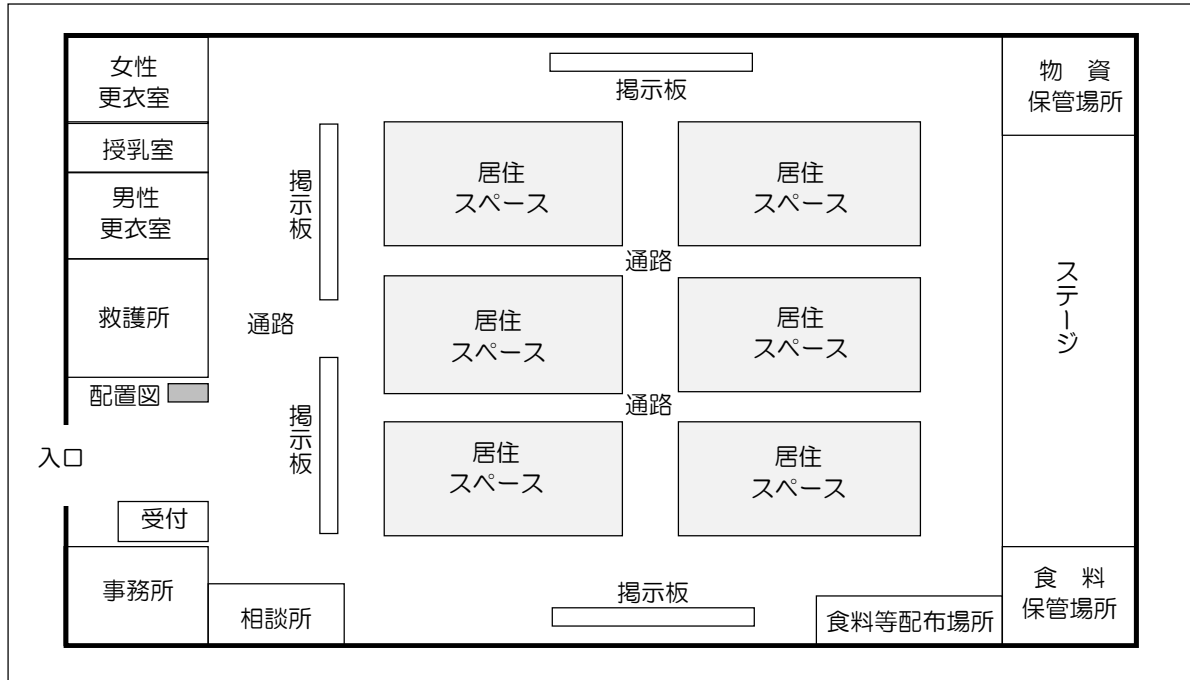 女性
更衣室
授乳室
男性
更衣室
救護所
配置図
入口
受付
事務所
相談所
通路
掲示板
掲示板
掲示板
居住
スペース
居住
スペース
通路
居住
スペース
居住
スペース
通路
居住
スペース
居住
スペース
掲示板
食料等配布場所
物　資
保管場所
ステージ
食　料
保管場所